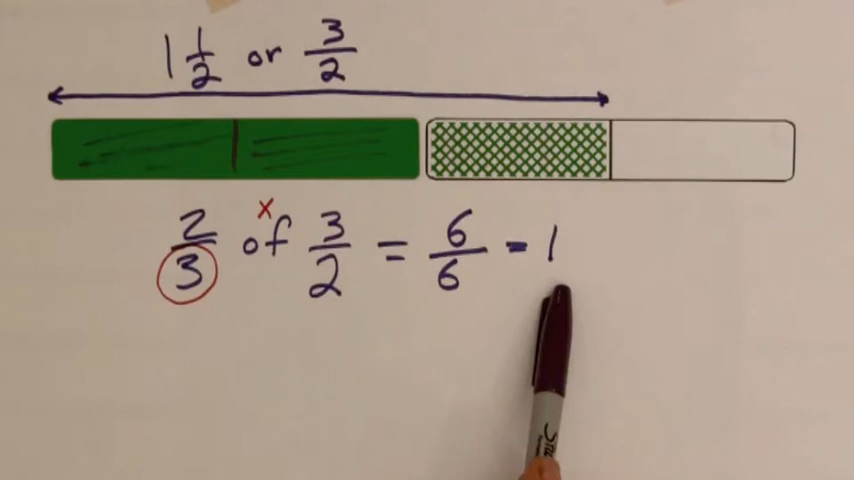 1 1/2 or 3/2
x
2/3 of 3/2 = 6/6 = 1